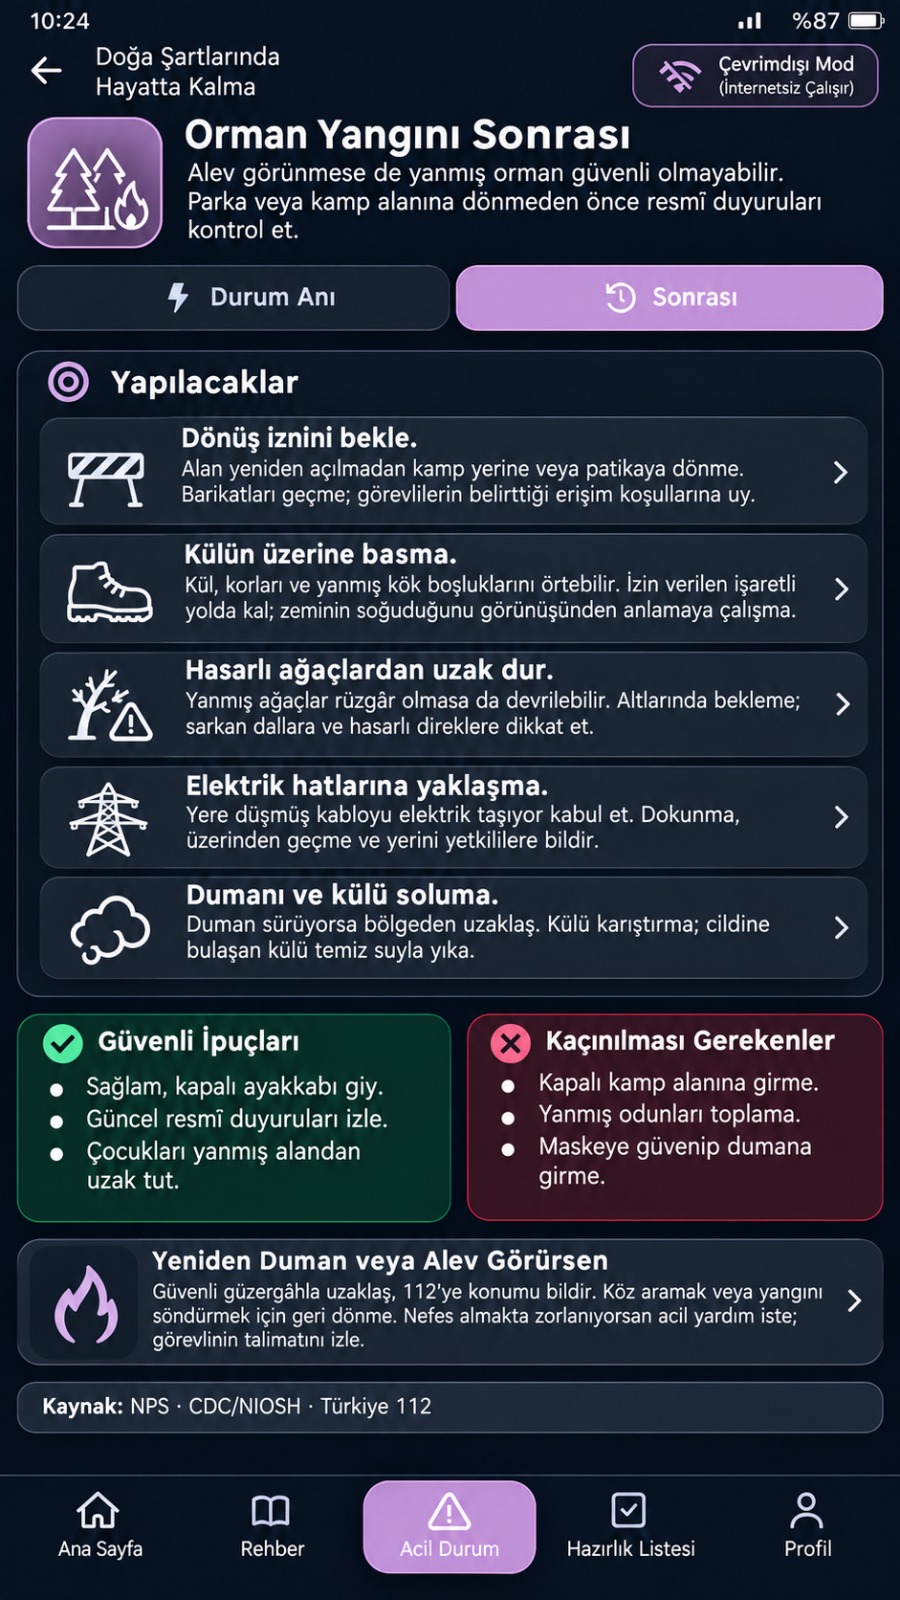 10:24
%87
Doğa Şartlarında
Hayatta Kalma
Çevrimdışı Mod
(İnternetsiz Çalışır)
Orman Yangını Sonrası
Alev görünmese de yanmış orman güvenli olmayabilir.
Parka veya kamp alanına dönmeden önce resmî duyuruları
kontrol et.
Durum Anı
Sonrası
Yapılacaklar
Dönüş iznini bekle.
Alan yeniden açılmadan kamp yerine veya patikaya dönme.
Barikatları geçme; görevlilerin belirttiği erişim koşullarına uy.
Külün üzerine basma.
Kül, korları ve yanmış kök boşluklarını örtebilir. İzin verilen işaretli
yolda kal; zeminin soğuduğunu görünüşünden anlamaya çalışma.
Hasarlı ağaçlardan uzak dur.
Yanmış ağaçlar rüzgâr olmasa da devrilebilir. Altlarında bekleme;
sarkan dallara ve hasarlı direklere dikkat et.
Elektrik hatlarına yaklaşma.
Yere düşmüş kabloyu elektrik taşıyor kabul et. Dokunma,
üzerinden geçme ve yerini yetkililere bildir.
Dumanı ve külü soluma.
Duman sürüyorsa bölgeden uzaklaş. Külü karıştırma; cildine
bulaşan külü temiz suyla yıka.
Güvenli İpuçları
Sağlam, kapalı ayakkabı giy.
Güncel resmî duyuruları izle.
Çocukları yanmış alandan
uzak tut.
Kaçınılması Gerekenler
Kapalı kamp alanına girme.
Yanmış odunları toplama.
Maskeye güvenip dumana
girme.
Yeniden Duman veya Alev Görürsen
Güvenli güzergâhla uzaklaş, 112'ye konumu bildir. Köz aramak veya yangını
söndürmek için geri dönme. Nefes almakta zorlanıyorsan acil yardım iste;
görevlinin talimatını izle.
Kaynak: NPS · CDC/NIOSH · Türkiye 112
Ana Sayfa
Rehber
Acil Durum
Hazırlık Listesi
Profil